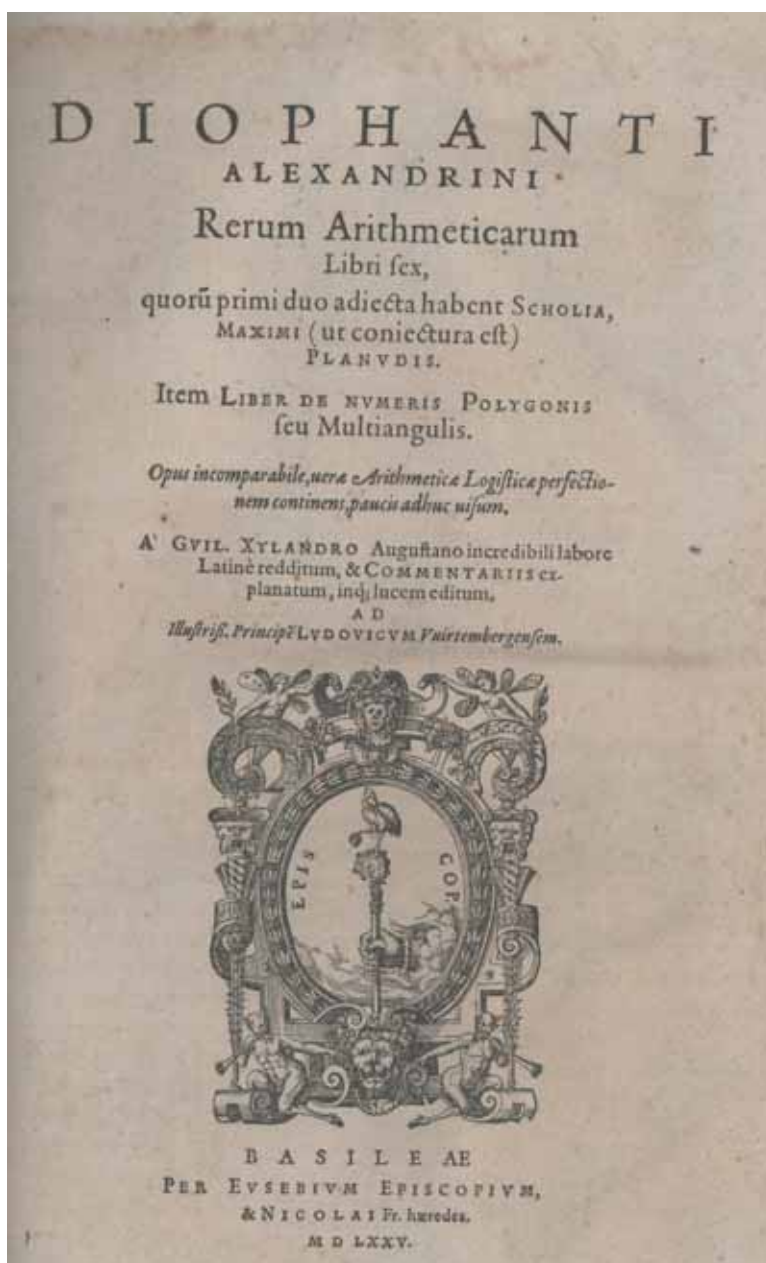 DIOPHANTI
ALEXANDRINI
Rerum Arithmeticarum
Libri ſex,
quorũ primi duo adiecta habent SCHOLIA,
MAXIMI (ut coniectura eſt)
PLANVDIS.
Item LIBER DE NVMERIS POLYGONIS
ſeu Multiangulis.
Opus incomparabile, ueræ Arithmeticæ Logiſticæ perfectio-
nem continens, paucis adhuc uiſum.
A' GVIL. XYLANDRO Auguſtano incredibili labore
Latinè redditum, & COMMENTARIIS ex-
planatum, inq; lucem editum,
AD
Illuſtriſ. Principẽ LVDOVICVM Vuirtembergenſem.
EPIS COP.
BASILEAE
PER EVSEBIVM EPISCOPIVM,
& NICOLAI Fr. hæredes.
M D LXXV.